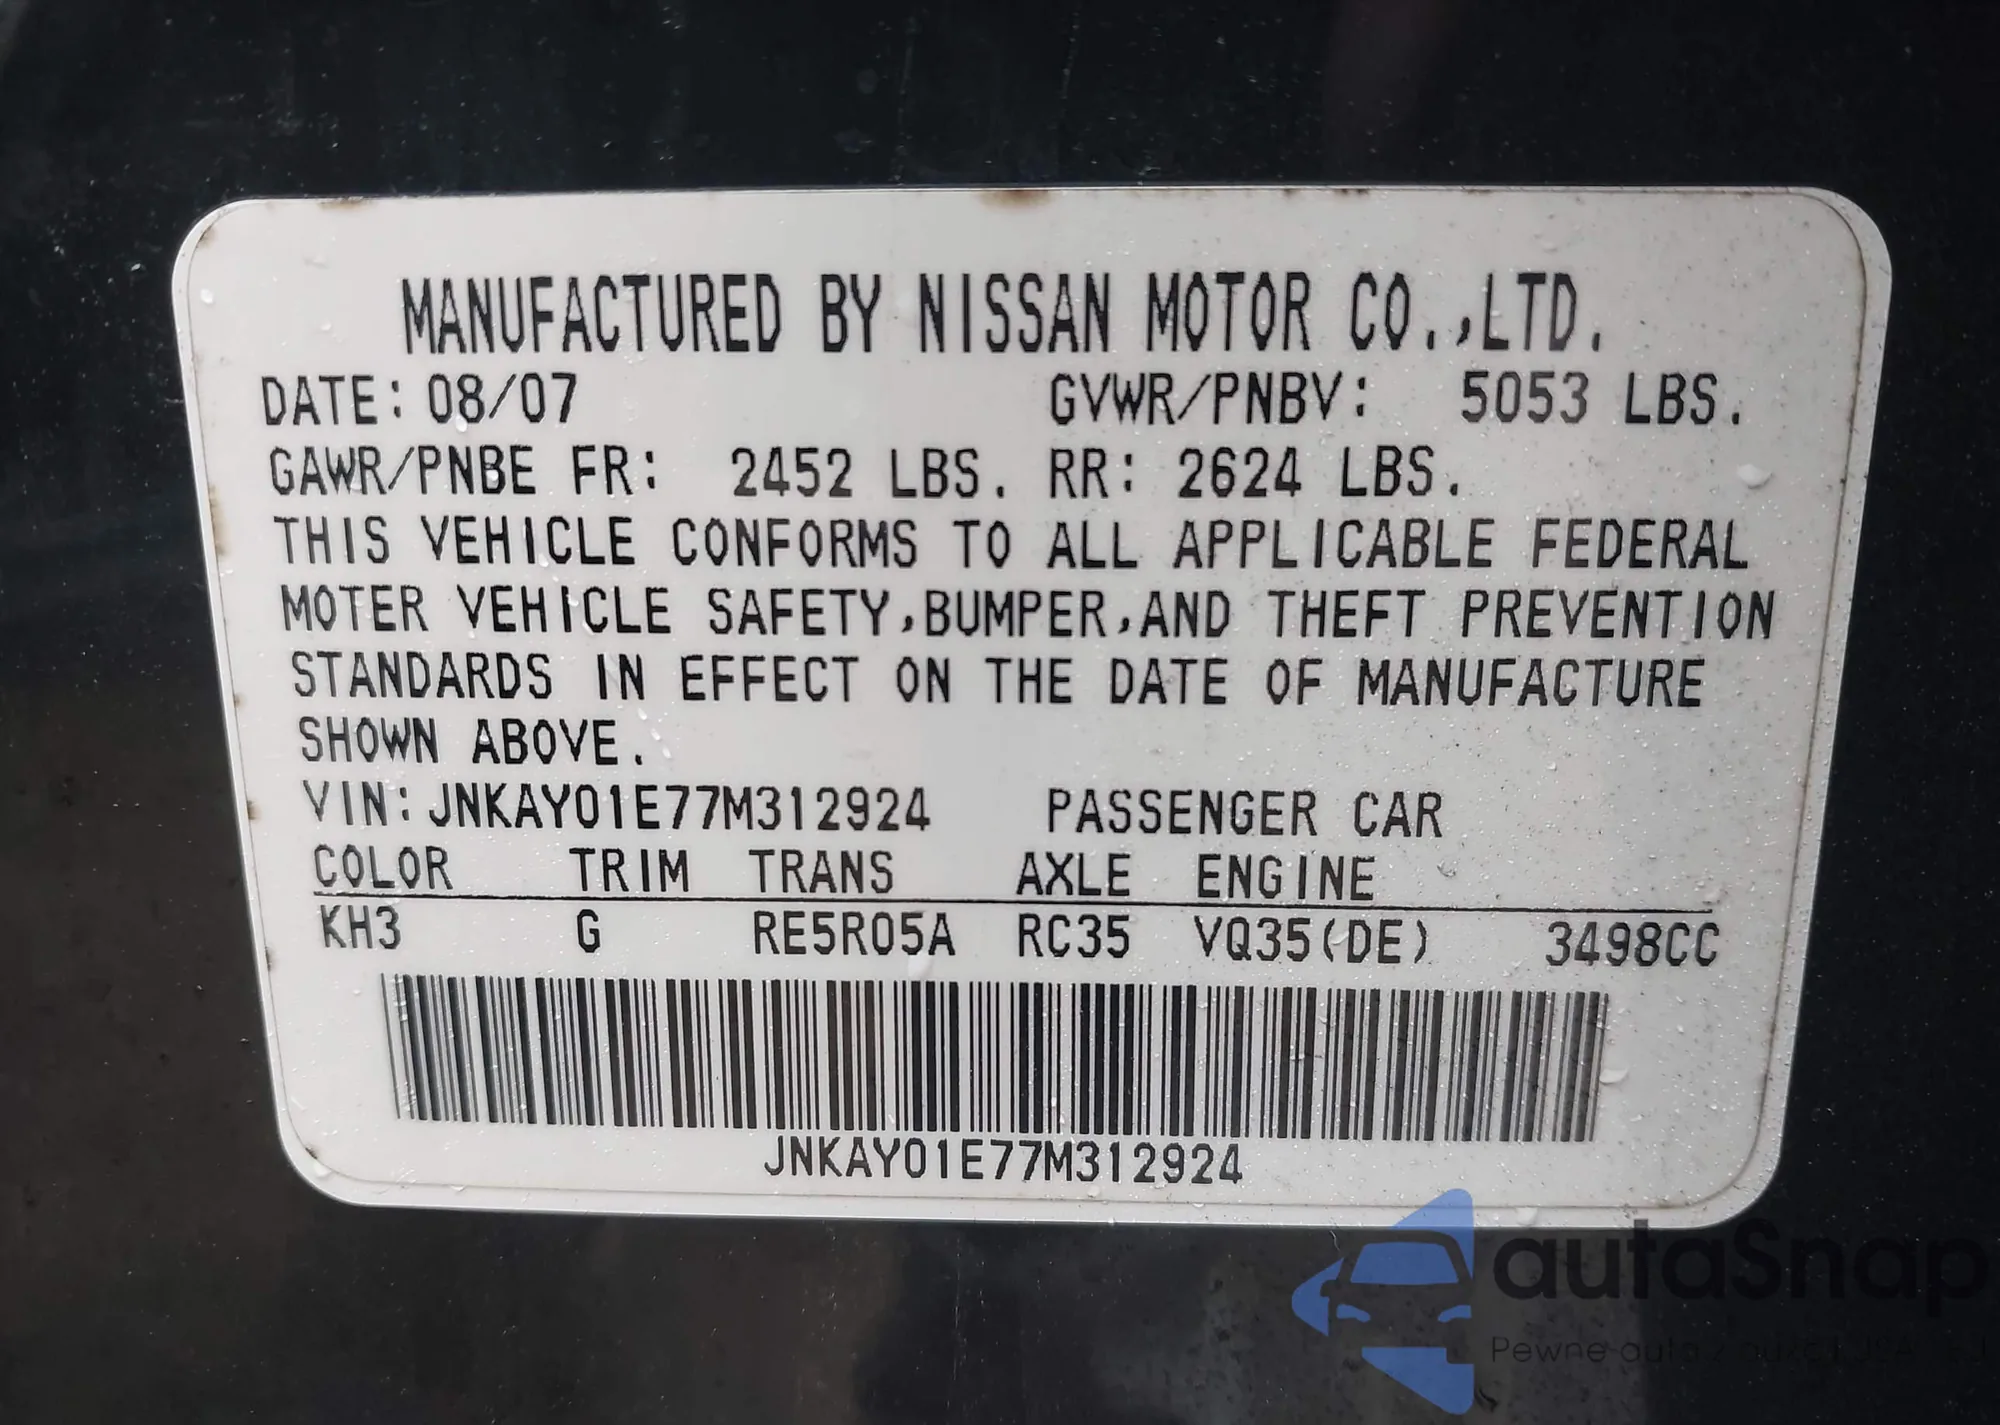 MANUFACTURED BY NISSAN MOTOR CO.,LTD.
DATE: 08/07 GVWR/PNBV: 5053 LBS.
GAWR/PNBE FR: 2452 LBS. RR: 2624 LBS.
THIS VEHICLE CONFORMS TO ALL APPLICABLE FEDERAL
MOTER VEHICLE SAFETY,BUMPER,AND THEFT PREVENTION
STANDARDS IN EFFECT ON THE DATE OF MANUFACTURE
SHOWN ABOVE.
VIN:JNKAY01E77M312924 PASSENGER CAR
COLOR TRIM TRANS AXLE ENGINE
KH3 G RE5R05A RC35 VQ35(DE) 3498CC
JNKAY01E77M312924
autaSnap
Pewne auto z